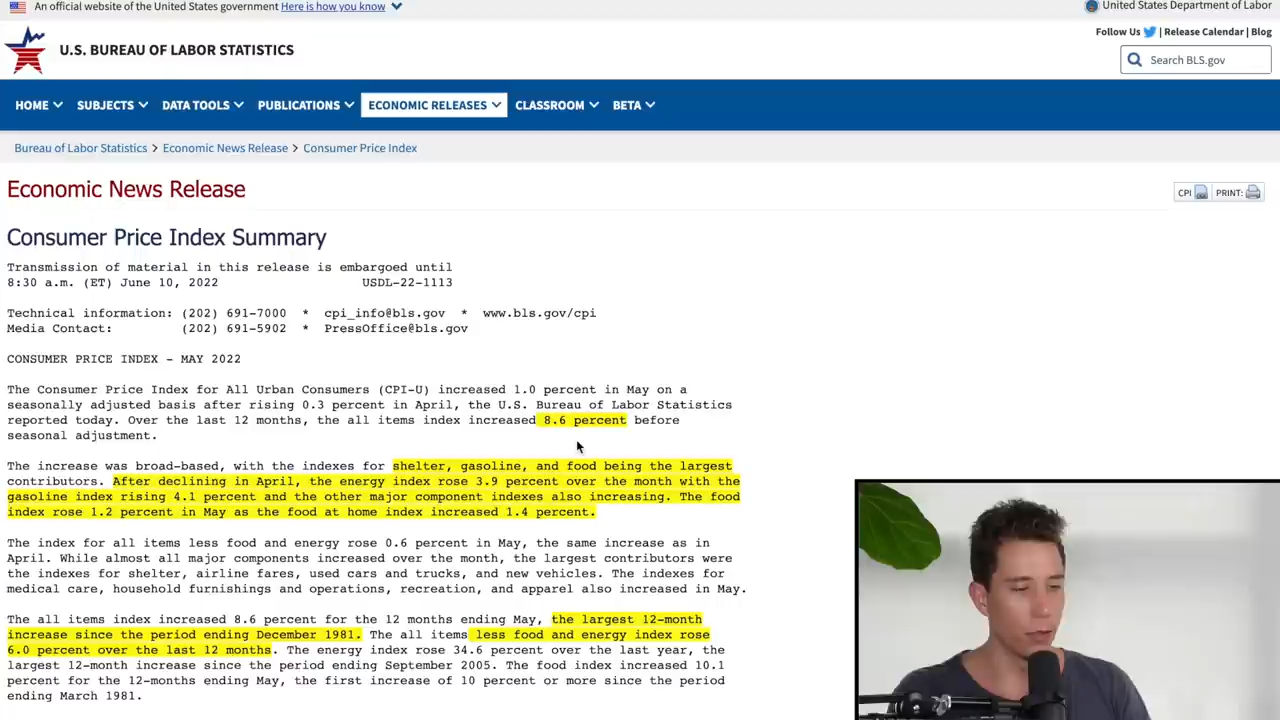 An official website of the United States government Here is how you know
United States Department of Labor
Follow Us | Release Calendar | Blog
U.S. BUREAU OF LABOR STATISTICS
Search BLS.gov
HOME SUBJECTS DATA TOOLS PUBLICATIONS ECONOMIC RELEASES CLASSROOM BETA
Bureau of Labor Statistics > Economic News Release > Consumer Price Index
Economic News Release
CPI PRINT:
Consumer Price Index Summary
Transmission of material in this release is embargoed until
8:30 a.m. (ET) June 10, 2022 USDL-22-1113
Technical information: (202) 691-7000 * cpi_info@bls.gov * www.bls.gov/cpi
Media Contact: (202) 691-5902 * PressOffice@bls.gov
CONSUMER PRICE INDEX - MAY 2022
The Consumer Price Index for All Urban Consumers (CPI-U) increased 1.0 percent in May on a
seasonally adjusted basis after rising 0.3 percent in April, the U.S. Bureau of Labor Statistics
reported today. Over the last 12 months, the all items index increased 8.6 percent before
seasonal adjustment.
The increase was broad-based, with the indexes for shelter, gasoline, and food being the largest
contributors. After declining in April, the energy index rose 3.9 percent over the month with the
gasoline index rising 4.1 percent and the other major component indexes also increasing. The food
index rose 1.2 percent in May as the food at home index increased 1.4 percent.
The index for all items less food and energy rose 0.6 percent in May, the same increase as in
April. While almost all major components increased over the month, the largest contributors were
the indexes for shelter, airline fares, used cars and trucks, and new vehicles. The indexes for
medical care, household furnishings and operations, recreation, and apparel also increased in May.
The all items index increased 8.6 percent for the 12 months ending May, the largest 12-month
increase since the period ending December 1981. The all items less food and energy index rose
6.0 percent over the last 12 months. The energy index rose 34.6 percent over the last year, the
largest 12-month increase since the period ending September 2005. The food index increased 10.1
percent for the 12-months ending May, the first increase of 10 percent or more since the period
ending March 1981.